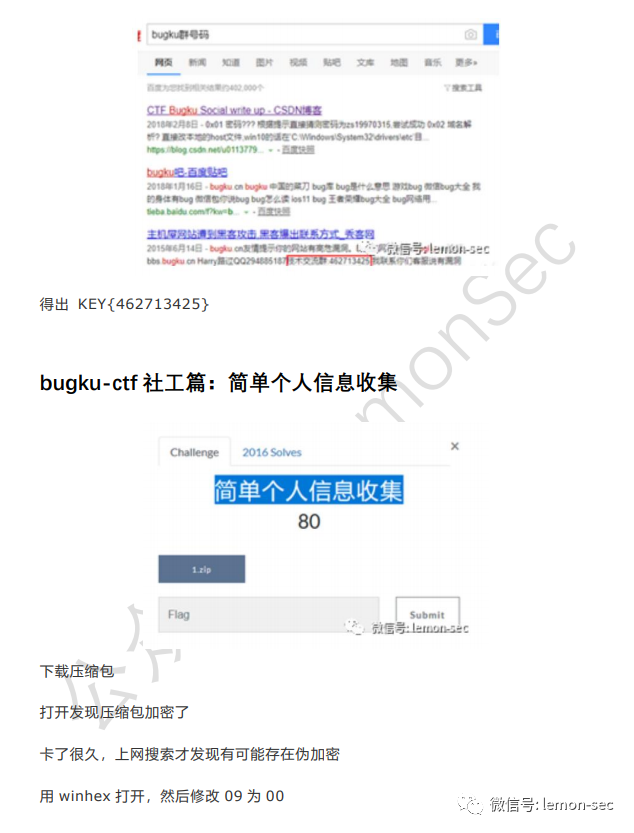 bugku群号码
网页 新闻 知道 图片 视频 贴吧 文库 地图 音乐 更多»
百度为您找到相关结果约402,000个 搜索工具
CTF Bugku Social write up - CSDN博客
2018年2月8日 - 0x01 密码??? 根据提示直接猜测密码为zs19970315.尝试成功 0x02 域名解
析? 直接改本地的host文件,win10的话在'C:\Windows\System32\drivers\etc'目...
https://blog.csdn.net/u0113779... - 百度快照
bugku吧-百度贴吧
2018年1月16日 - bugku cn bugku 中国的菜刀 bug库 bug是什么意思 游戏bug 微信bug大全 我
的身体有bug 微信包你说bug bug怎么读 ios11 bug 王者荣耀bug大全 bug网络用...
tieba.baidu.com/f?kw=b... - 百度快照
主机屋网站遭到黑客攻击,黑客爆出联系方式_秀客网
2015年6月14日 - bugku cn友情提示你的网站有高危漏洞、
bbs.bugku cn Harry路过QQ294885187技术交流群 462713425我联系你们客服说有漏洞
微信号: lemon-sec
得出 KEY{462713425}
bugku-ctf 社工篇：简单个人信息收集
Challenge 2016 Solves ×
简单个人信息收集
80
1.zip
Flag Submit
微信号: lemon-sec
下载压缩包
打开发现压缩包加密了
卡了很久，上网搜索才发现有可能存在伪加密
用 winhex 打开，然后修改 09 为 00
微信号: lemon-sec